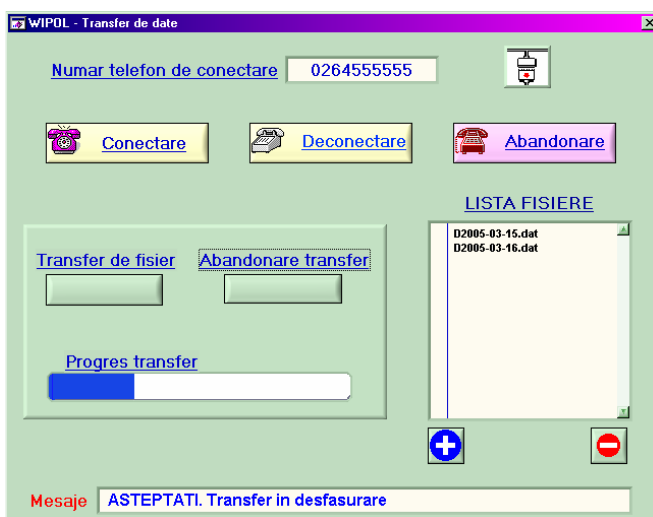 WIPOL - Transfer de date
Numar telefon de conectare 0264555555
Conectare Deconectare Abandonare
LISTA FISIERE
D2005-03-15.dat
D2005-03-16.dat
Transfer de fisier Abandonare transfer
Progres transfer
Mesaje ASTEPTATI. Transfer in desfasurare